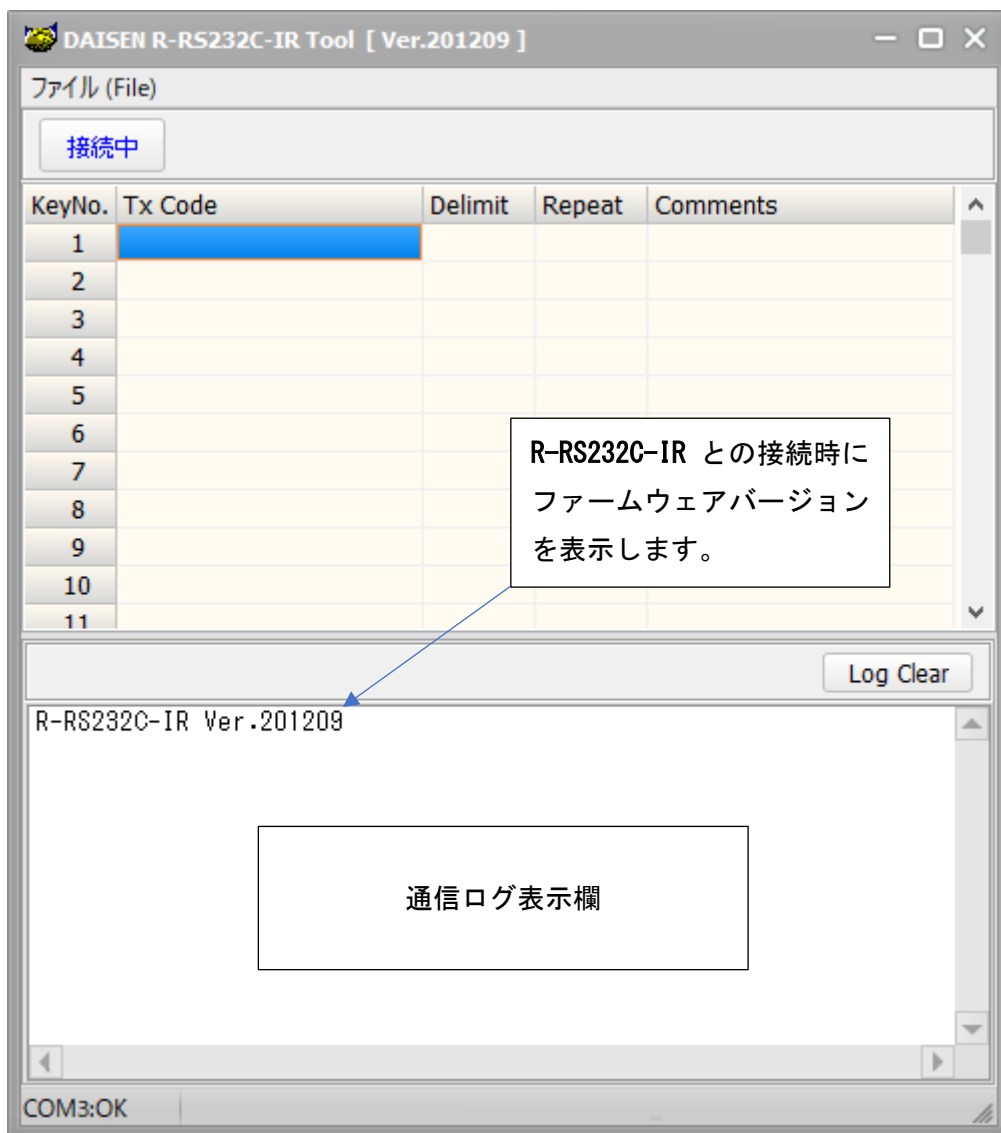 DAISEN R-RS232C-IR Tool [ Ver.201209 ]
ファイル (File)
接続中
KeyNo. Tx Code Delimit Repeat Comments
1
2
3
4
5
6
7
8
9
10
11
R-RS232C-IR との接続時に
ファームウェアバージョン
を表示します。
Log Clear
R-RS232C-IR Ver.201209
通信ログ表示欄
COM3:OK